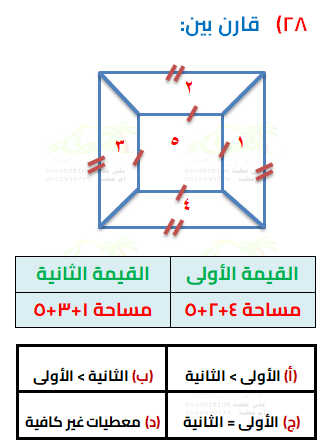 ٢٨) قارن بين:
٢
٣ ٥ ١
٤
القيمة الأولى القيمة الثانية
مساحة ٤+٢+٥ مساحة ١+٣+٥
(أ) الأولى > الثانية (ب) الثانية > الأولى
(ج) الأولى = الثانية (د) معطيات غير كافية